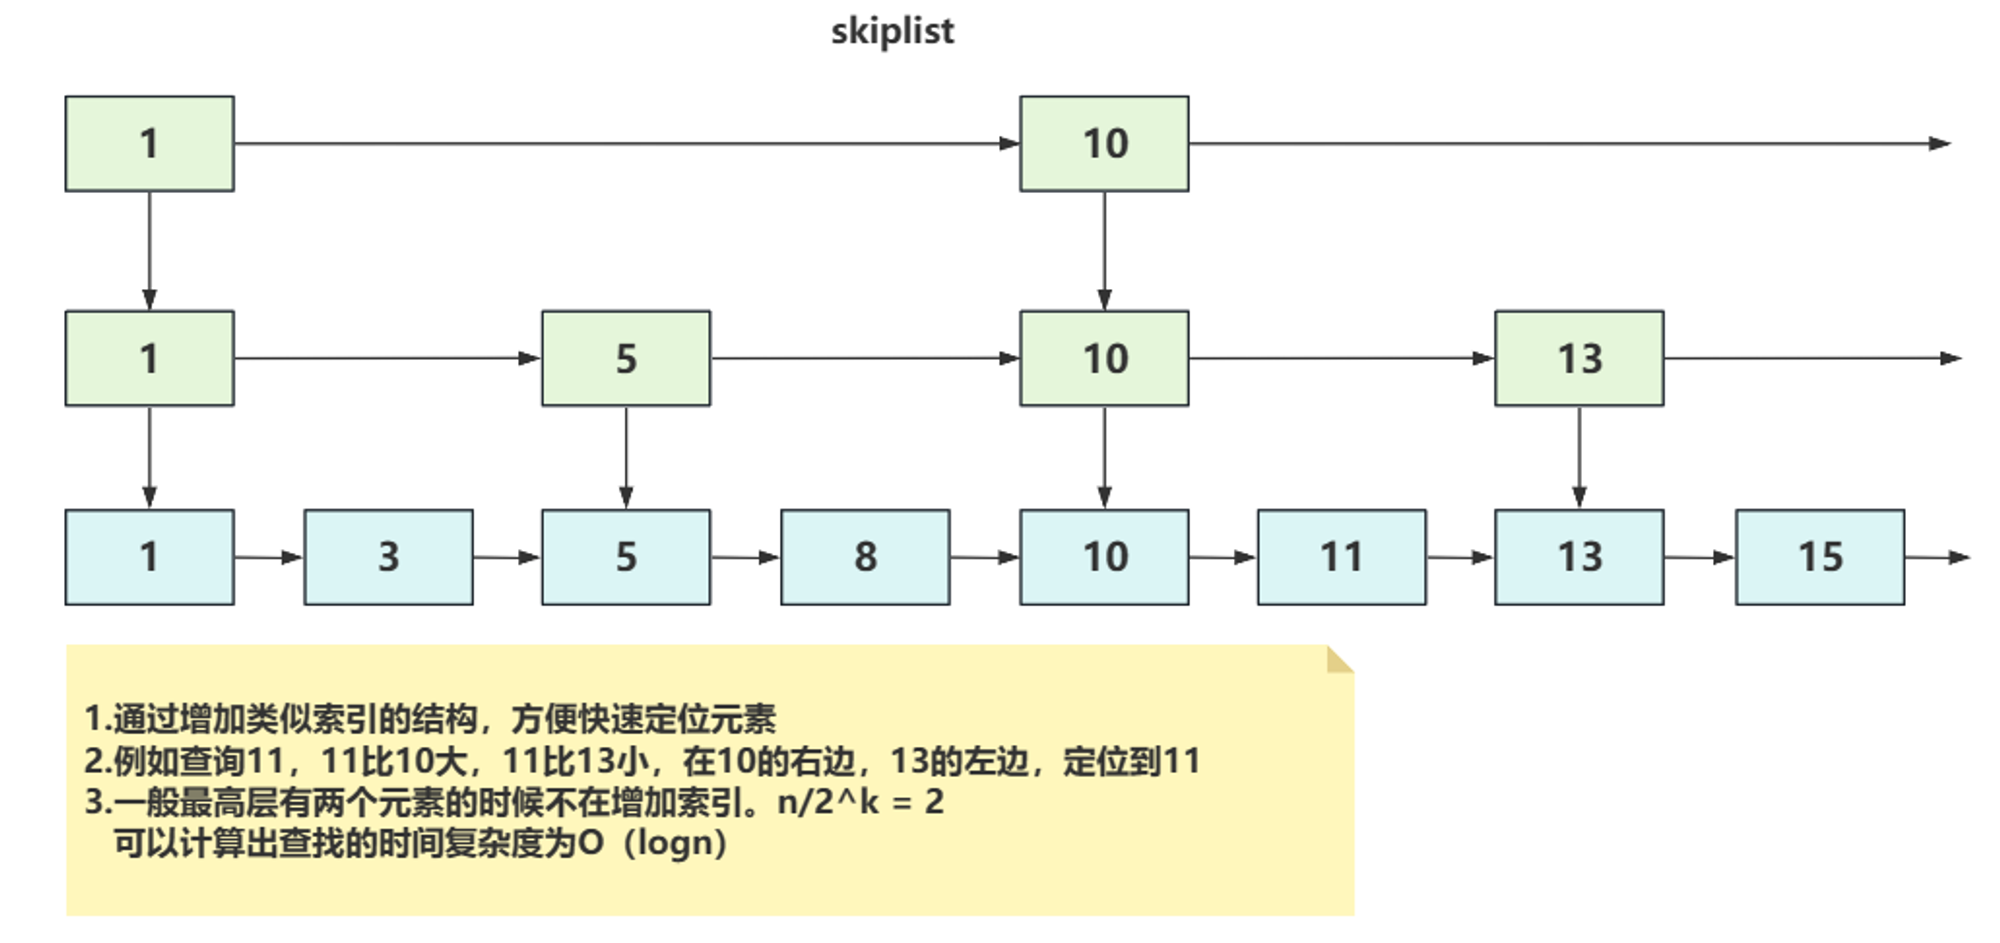 skiplist
1 10
1 5 10 13
1 3 5 8 10 11 13 15
1.通过增加类似索引的结构，方便快速定位元素
2.例如查询11，11比10大，11比13小，在10的右边，13的左边，定位到11
3.一般最高层有两个元素的时候不在增加索引。n/2^k = 2
可以计算出查找的时间复杂度为O（logn）